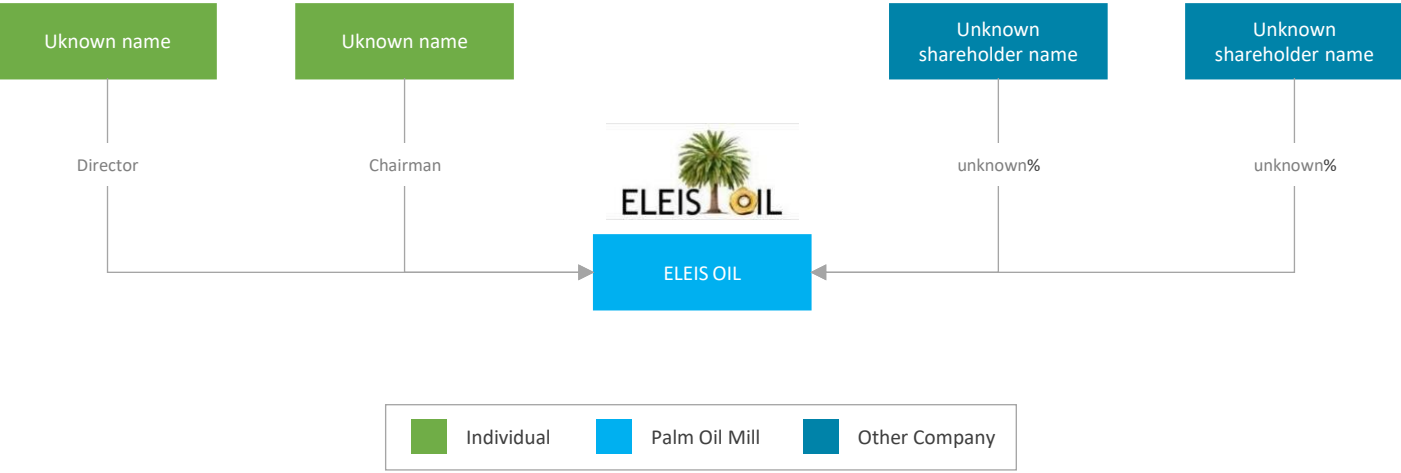 Uknown name
Uknown name
Unknown
shareholder name
Unknown
shareholder name
Director
Chairman
ELEIS OIL
unknown%
unknown%
ELEIS OIL
Individual
Palm Oil Mill
Other Company